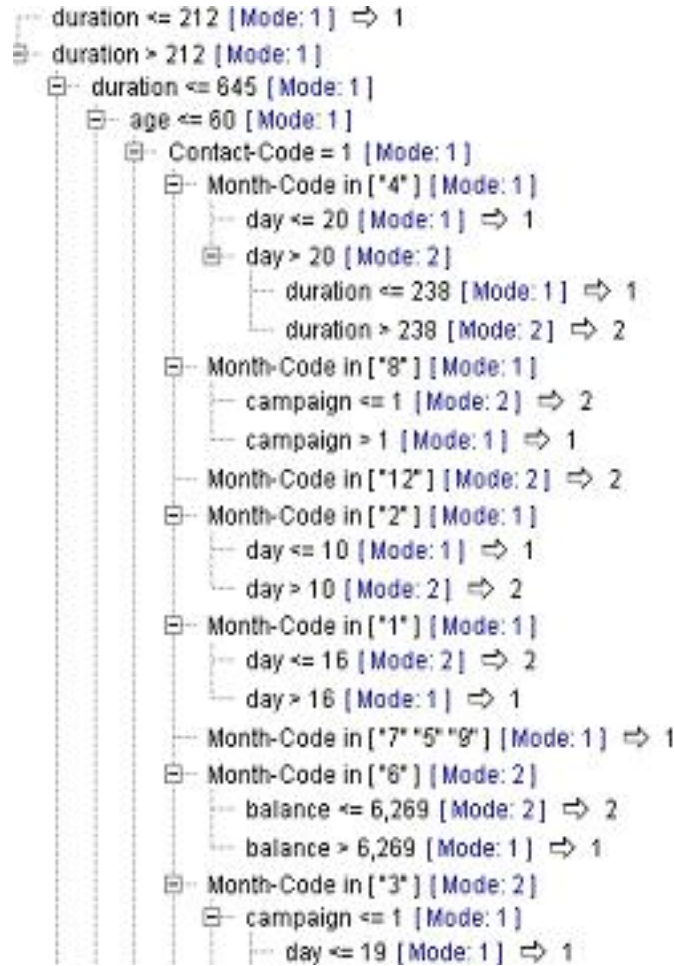 duration <= 212 [Mode: 1] ⇨ 1
duration > 212 [Mode: 1]
duration <= 645 [Mode: 1]
age <= 60 [Mode: 1]
Contact-Code = 1 [Mode: 1]
Month-Code in ["4"] [Mode: 1]
day <= 20 [Mode: 1] ⇨ 1
day > 20 [Mode: 2]
duration <= 238 [Mode: 1] ⇨ 1
duration > 238 [Mode: 2] ⇨ 2
Month-Code in ["8"] [Mode: 1]
campaign <= 1 [Mode: 2] ⇨ 2
campaign > 1 [Mode: 1] ⇨ 1
Month-Code in ["12"] [Mode: 2] ⇨ 2
Month-Code in ["2"] [Mode: 1]
day <= 10 [Mode: 1] ⇨ 1
day > 10 [Mode: 2] ⇨ 2
Month-Code in ["1"] [Mode: 1]
day <= 16 [Mode: 2] ⇨ 2
day > 16 [Mode: 1] ⇨ 1
Month-Code in ["7" "5" "9"] [Mode: 1] ⇨ 1
Month-Code in ["6"] [Mode: 2]
balance <= 6,269 [Mode: 2] ⇨ 2
balance > 6,269 [Mode: 1] ⇨ 1
Month-Code in ["3"] [Mode: 2]
campaign <= 1 [Mode: 1]
day <= 19 [Mode: 1] ⇨ 1